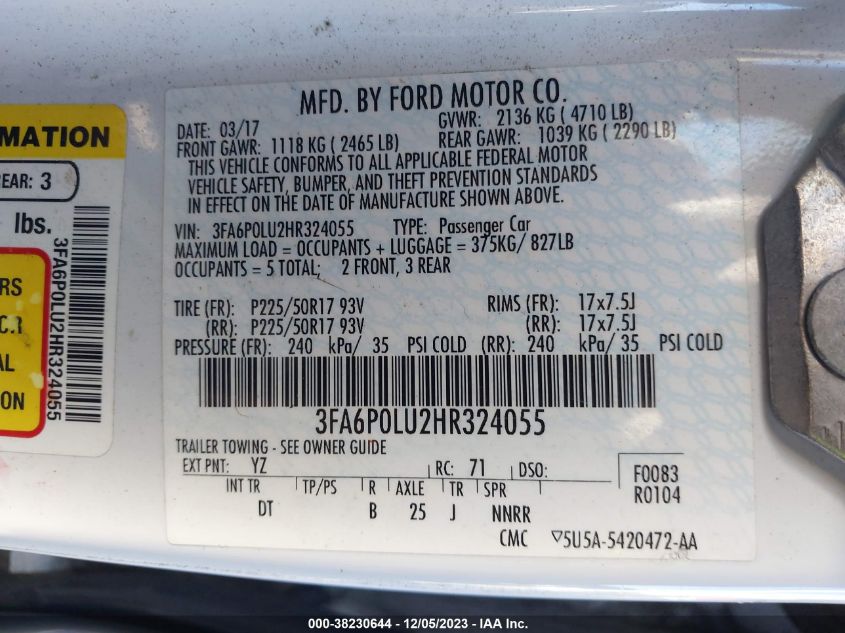 MATION
REAR: 3
lbs.
RS
C.1
AL
ON
3FA6P0LU2HR324055
MFD. BY FORD MOTOR CO.
DATE: 03/17 GVWR: 2136 KG ( 4710 LB)
FRONT GAWR: 1118 KG ( 2465 LB) REAR GAWR: 1039 KG ( 2290 LB)
THIS VEHICLE CONFORMS TO ALL APPLICABLE FEDERAL MOTOR
VEHICLE SAFETY, BUMPER, AND THEFT PREVENTION STANDARDS
IN EFFECT ON THE DATE OF MANUFACTURE SHOWN ABOVE.
VIN: 3FA6P0LU2HR324055 TYPE: Passenger Car
MAXIMUM LOAD = OCCUPANTS + LUGGAGE = 375KG/ 827LB
OCCUPANTS = 5 TOTAL; 2 FRONT, 3 REAR
TIRE (FR): P225/50R17 93V RIMS (FR): 17x7.5J
(RR): P225/50R17 93V (RR): 17x7.5J
PRESSURE (FR): 240 kPa/ 35 PSI COLD (RR): 240 kPa/ 35 PSI COLD
3FA6P0LU2HR324055
TRAILER TOWING - SEE OWNER GUIDE
EXT PNT: YZ RC: 71 DSO: F0083
INT TR TP/PS R AXLE TR SPR R0104
DT B 25 J NNRR
CMC ▽5U5A-5420472-AA
000-38230644 - 12/05/2023 - IAA Inc.